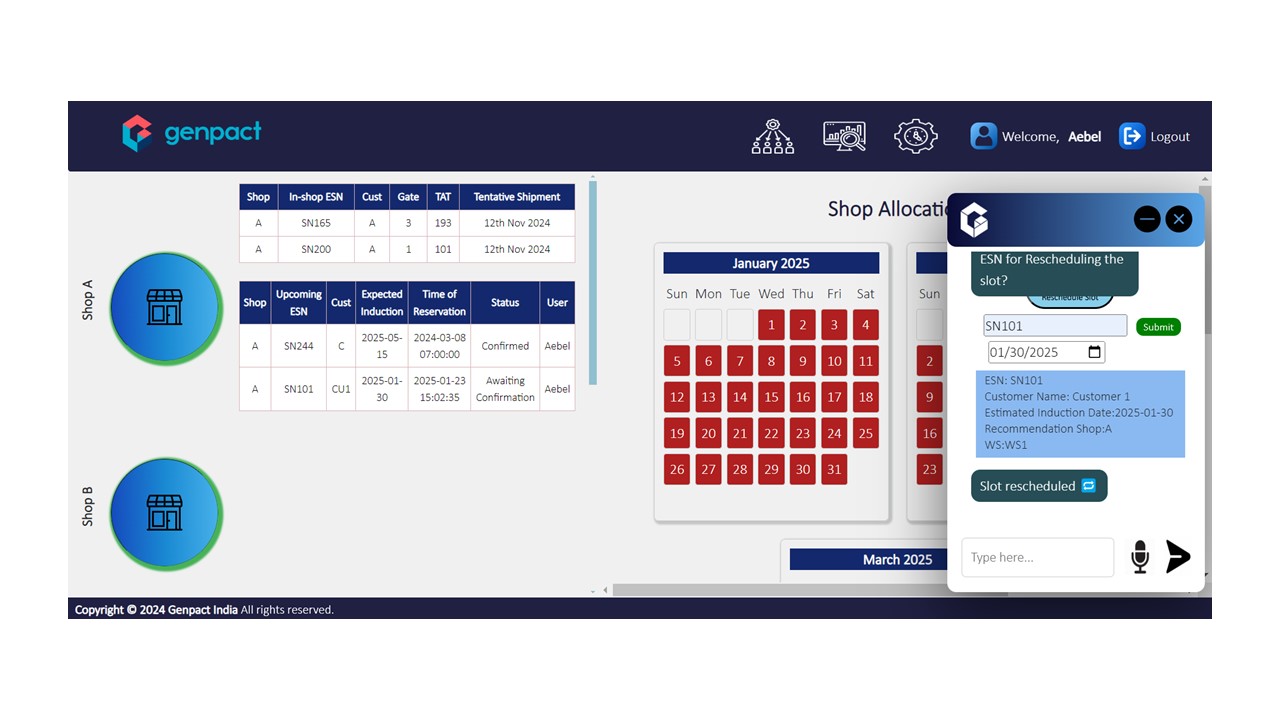 genpact
Welcome, Aebel
Logout
Shop A
Shop In-shop ESN Cust Gate TAT Tentative Shipment
A SN165 A 3 193 12th Nov 2024
A SN200 A 1 101 12th Nov 2024
Shop Upcoming ESN Cust Expected Induction Time of Reservation Status User
A SN244 C 2025-05-15 2024-03-08 07:00:00 Confirmed Aebel
A SN101 CU1 2025-01-30 2025-01-23 15:02:35 Awaiting Confirmation Aebel
Shop B
Shop
January 2025
Sun Mon Tue Wed Thu Fri Sat
1 2 3 4
5 6 7 8 9 10 11
12 13 14 15 16 17 18
19 20 21 22 23 24 25
26 27 28 29 30 31
Sun
2
9
16
23
March 2025
ESN for Rescheduling the
slot?
Reschedule Slot
SN101
Submit
01/30/2025
ESN: SN101
Customer Name: Customer 1
Estimated Induction Date:2025-01-30
Recommendation Shop:A
WS:WS1
Slot rescheduled
Type here...
Copyright © 2024 Genpact India All rights reserved.